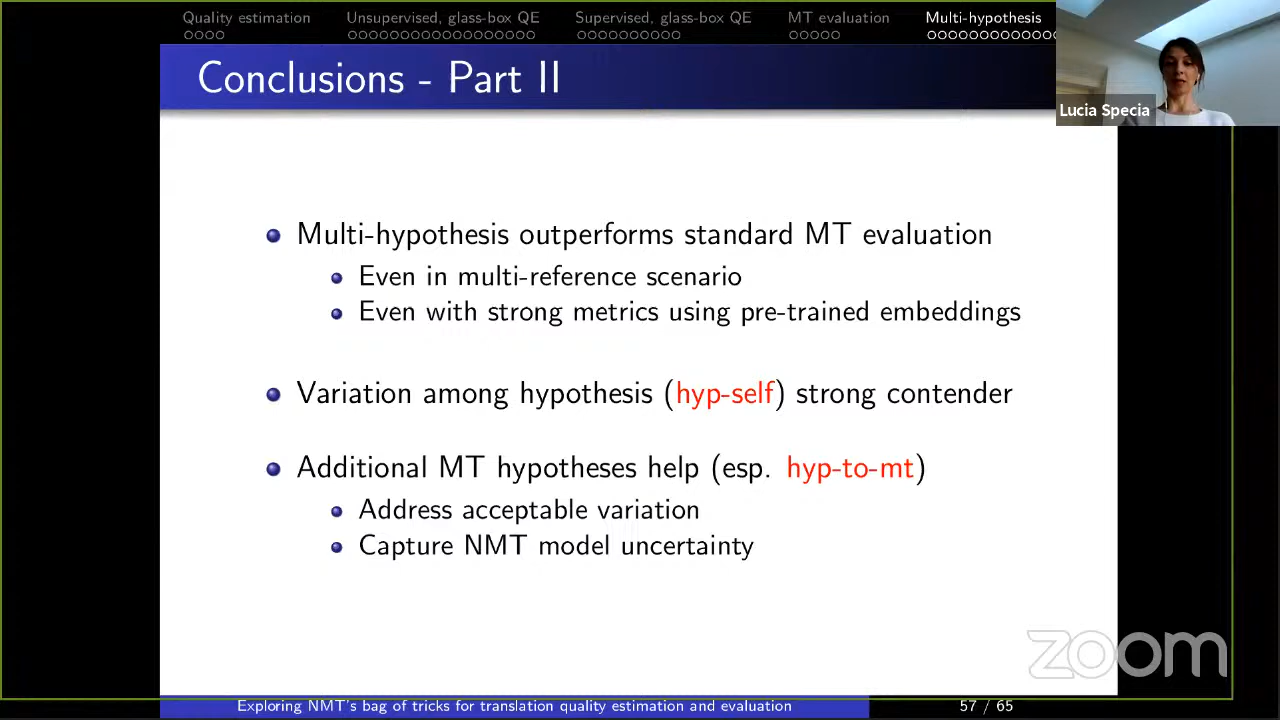 Quality estimation Unsupervised, glass-box QE Supervised, glass-box QE MT evaluation Multi-hypothesis
Lucia Specia
Conclusions - Part II
Multi-hypothesis outperforms standard MT evaluation
Even in multi-reference scenario
Even with strong metrics using pre-trained embeddings
Variation among hypothesis (hyp-self) strong contender
Additional MT hypotheses help (esp. hyp-to-mt)
Address acceptable variation
Capture NMT model uncertainty
zoom
Exploring NMT's bag of tricks for translation quality estimation and evaluation 57 / 65